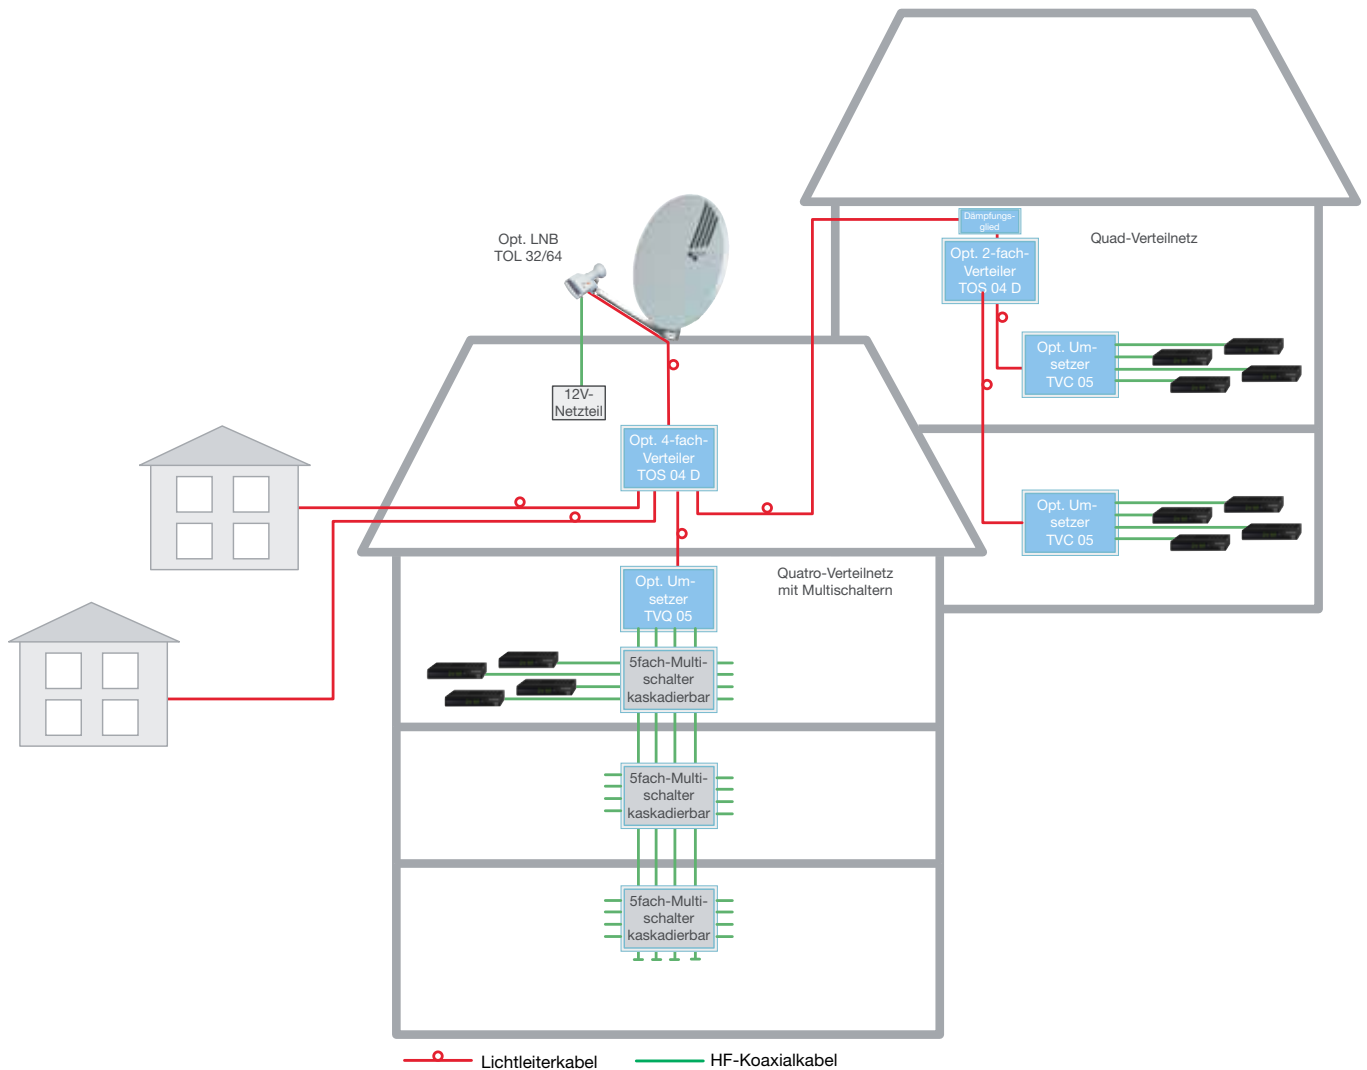 Opt. LNB
TOL 32/64
12V-
Netzteil
Opt. 4-fach-
Verteiler
TOS 04 D
Dämpfungs-
glied
Opt. 2-fach-
Verteiler
TOS 04 D
Quad-Verteilnetz
Opt. Um-
setzer
TVC 05
Opt. Um-
setzer
TVC 05
Quatro-Verteilnetz
mit Multischaltern
Opt. Um-
setzer
TVQ 05
5fach-Multi-
schalter
kaskadierbar
5fach-Multi-
schalter
kaskadierbar
5fach-Multi-
schalter
kaskadierbar
Lichtleiterkabel
HF-Koaxialkabel